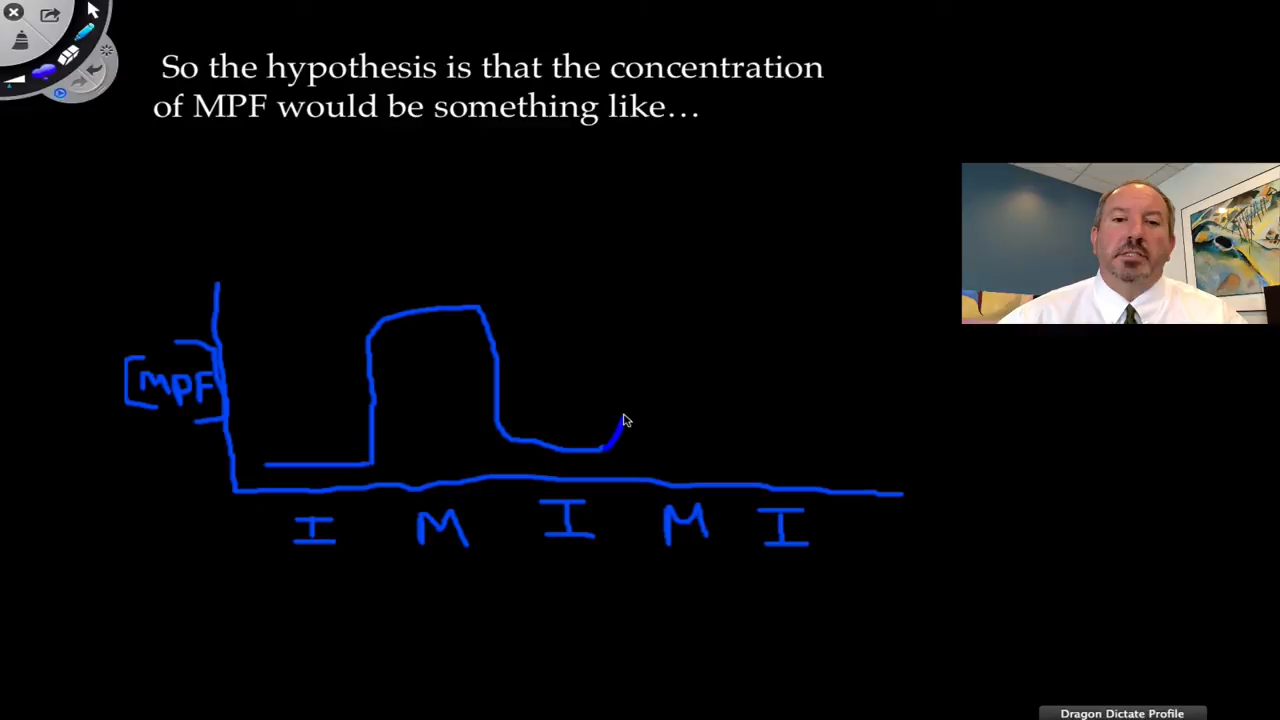 So the hypothesis is that the concentration
of MPF would be something like…
[MPF]
I M I M I
Dragon Dictate Profile